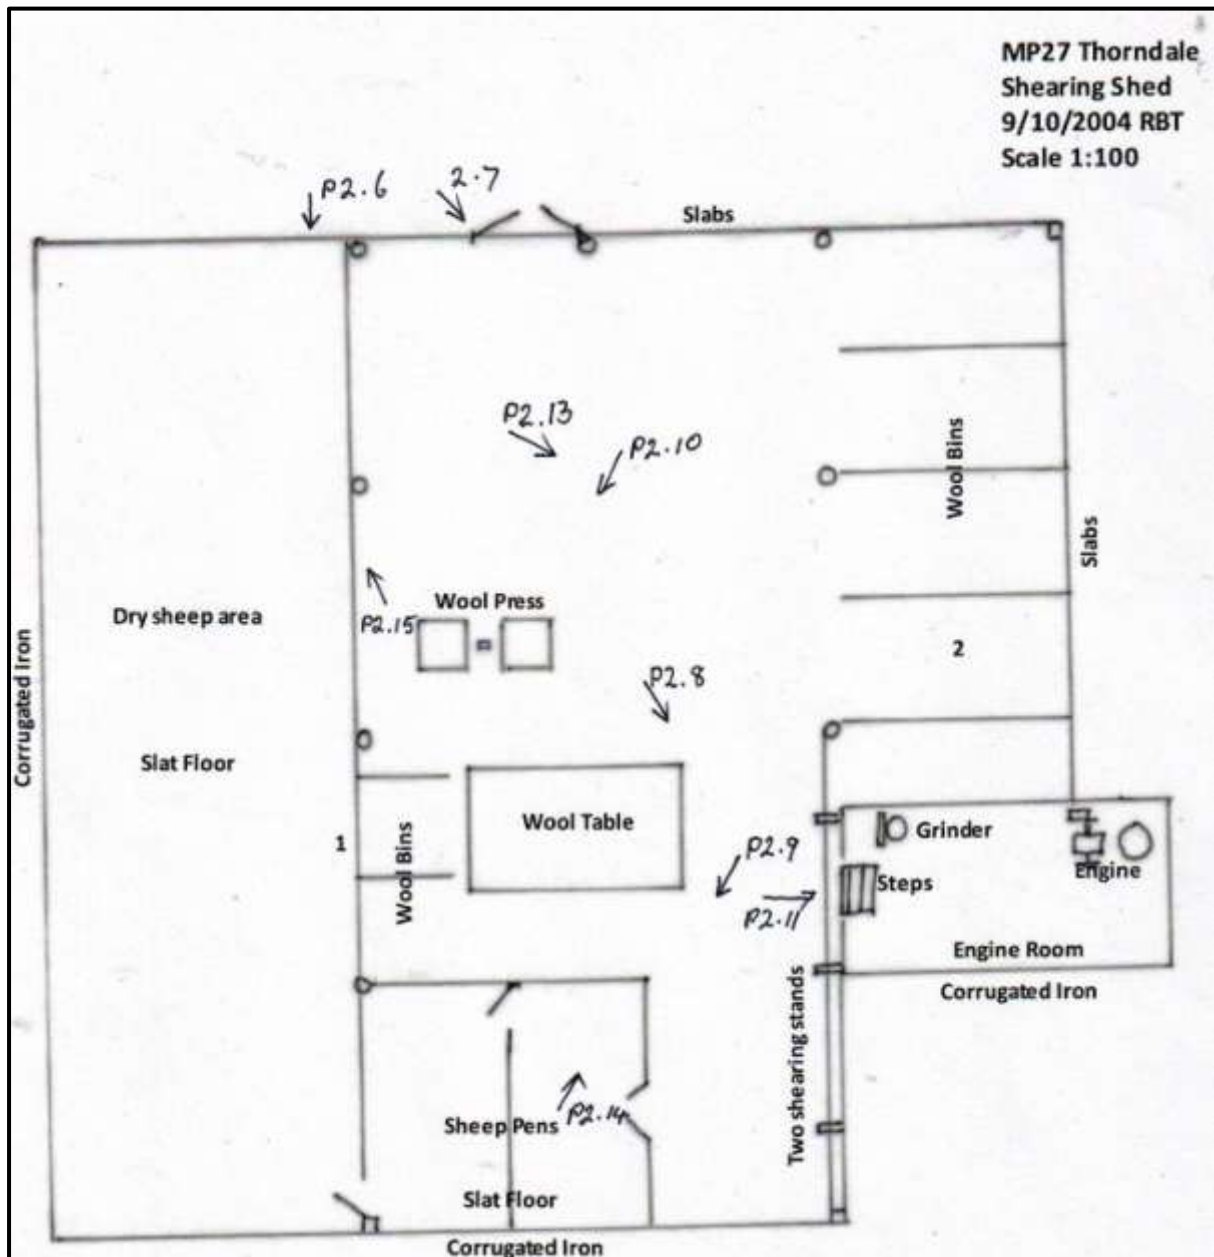 MP27 Thorndale
Shearing Shed
9/10/2004 RBT
Scale 1:100
P2.6
2.7
Slabs
P2.13
P2.10
Wool Bins
Slabs
Dry sheep area
Wool Press
P2.15
2
P2.8
Corrugated Iron
Slat Floor
1
Wool Bins
Wool Table
Grinder
P2.9
Engine
Steps
P2.11
Engine Room
Corrugated Iron
Two shearing stands
Sheep Pens
P2.14
Slat Floor
Corrugated Iron